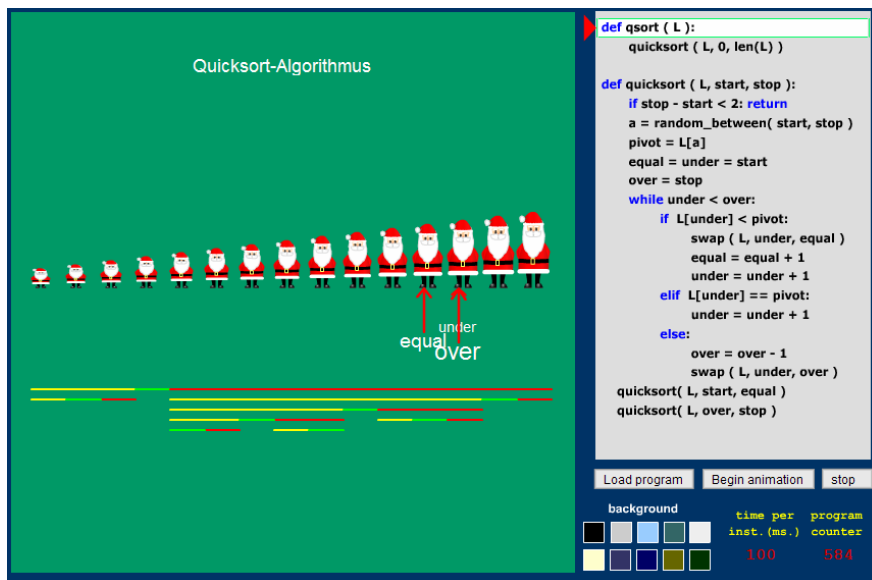 Quicksort-Algorithmus
equal
under
over
def qsort ( L ):
quicksort ( L, 0, len(L) )
def quicksort ( L, start, stop ):
if stop - start < 2: return
a = random_between( start, stop )
pivot = L[a]
equal = under = start
over = stop
while under < over:
if L[under] < pivot:
swap ( L, under, equal )
equal = equal + 1
under = under + 1
elif L[under] == pivot:
under = under + 1
else:
over = over - 1
swap ( L, under, over )
quicksort( L, start, equal )
quicksort( L, over, stop )
Load program
Begin animation
stop
background
time per
inst.(ms.)
100
program
counter
584